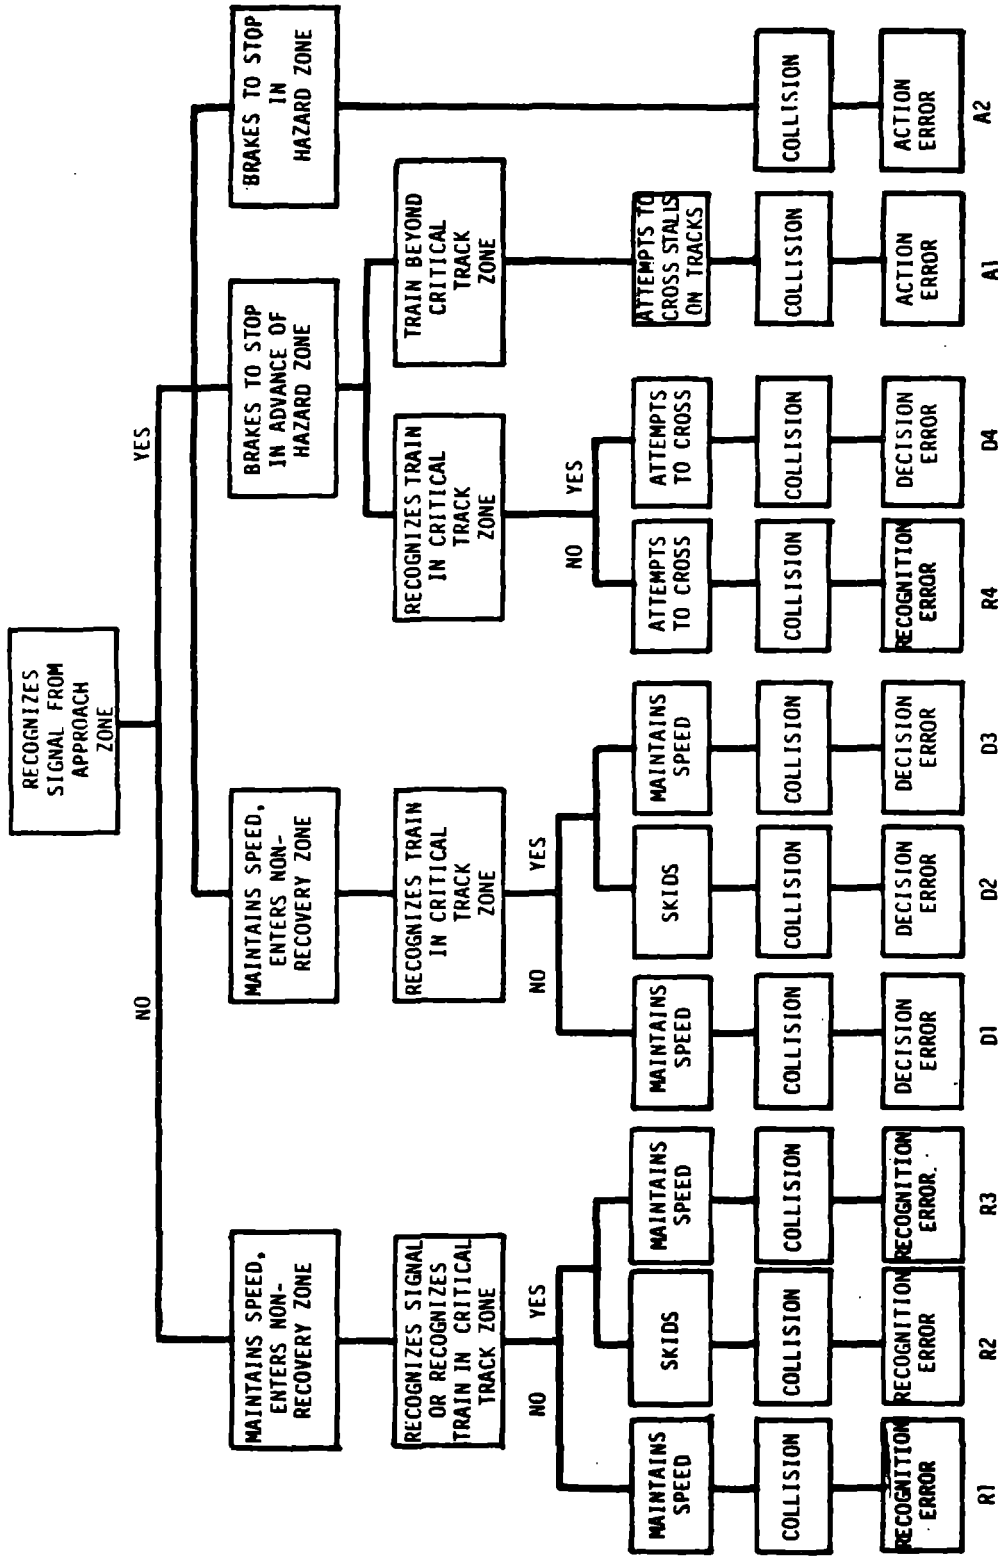 RECOGNIZES
SIGNAL FROM
APPROACH
ZONE
NO
YES
MAINTAINS SPEED,
ENTERS NON-
RECOVERY ZONE
MAINTAINS SPEED,
ENTERS NON-
RECOVERY ZONE
BRAKES TO STOP
IN ADVANCE OF
HAZARD ZONE
BRAKES TO STOP
IN
HAZARD ZONE
RECOGNIZES SIGNAL
OR RECOGNIZES
TRAIN IN CRITICAL
TRACK ZONE
RECOGNIZES TRAIN
IN CRITICAL
TRACK
ZONE
RECOGNIZES TRAIN
IN CRITICAL
TRACK
ZONE
TRAIN BEYOND
CRITICAL
TRACK
ZONE
NO
YES
NO
YES
NO
YES
MAINTAINS
SPEED
SKIDS
MAINTAINS
SPEED
MAINTAINS
SPEED
SKIDS
MAINTAINS
SPEED
ATTEMPTS
TO CROSS
ATTEMPTS
TO CROSS
ATTEMPTS TO
CROSS STALLS
ON TRACKS
COLLISION
COLLISION
COLLISION
COLLISION
COLLISION
COLLISION
COLLISION
COLLISION
COLLISION
COLLISION
RECOGNITION
ERROR
RECOGNITION
ERROR
RECOGNITION
ERROR.
DECISION
ERROR
DECISION
ERROR
DECISION
ERROR
RECOGNITION
ERROR
DECISION
ERROR
ACTION
ERROR
ACTION
ERROR
R1
R2
R3
D1
D2
D3
R4
D4
A1
A2